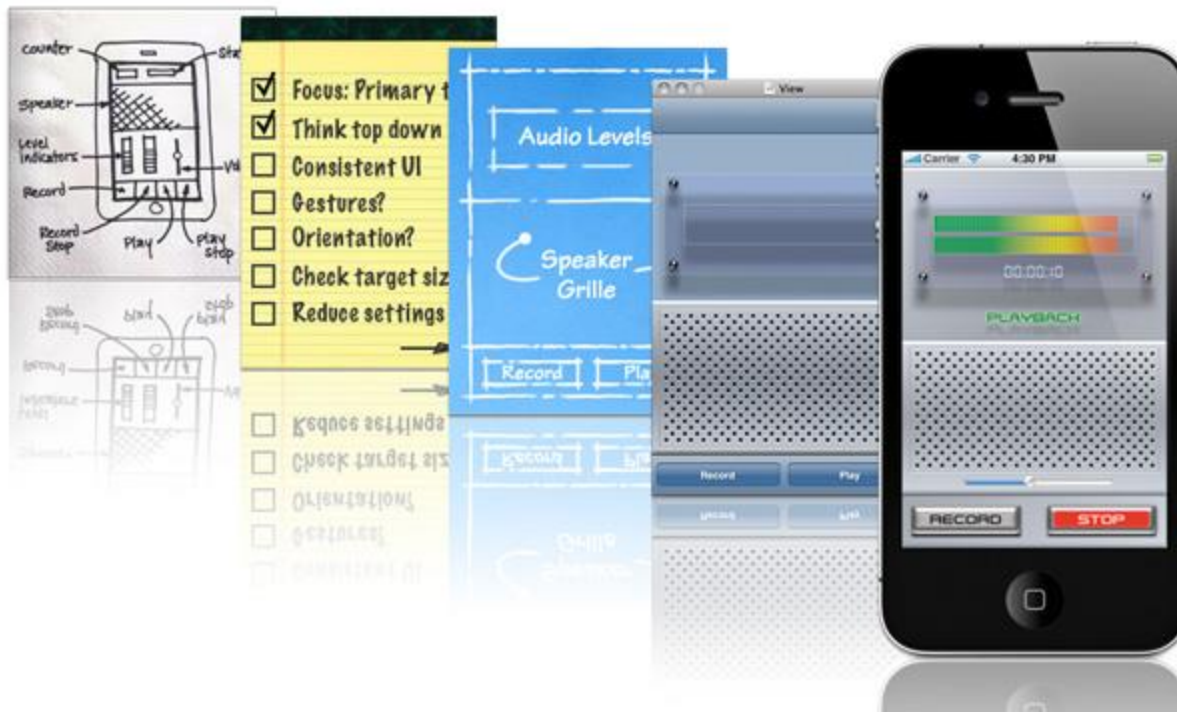 Counter
Speaker
Level
Indicators
Record
Record
Stop
Play
Play
Stop
Focus: Primary t
Think top down
Consistent UI
Gestures?
Orientation?
Check target siz
Reduce settings
Audio Levels
Speaker
Grille
Record
Pla
View
Record
Play
Carrier
4:30 PM
00:00:10
PLAYBACK
RECORD
STOP